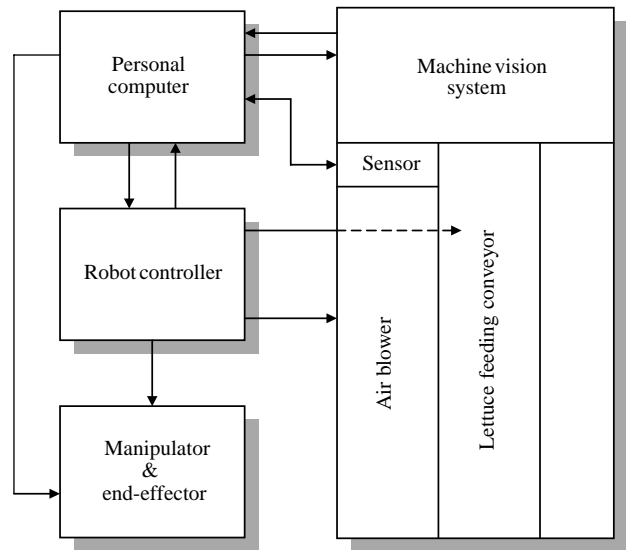 Personal
computer
Machine vision
system
Sensor
Robot controller
Air blower
Lettuce feeding conveyor
Manipulator
&
end-effector